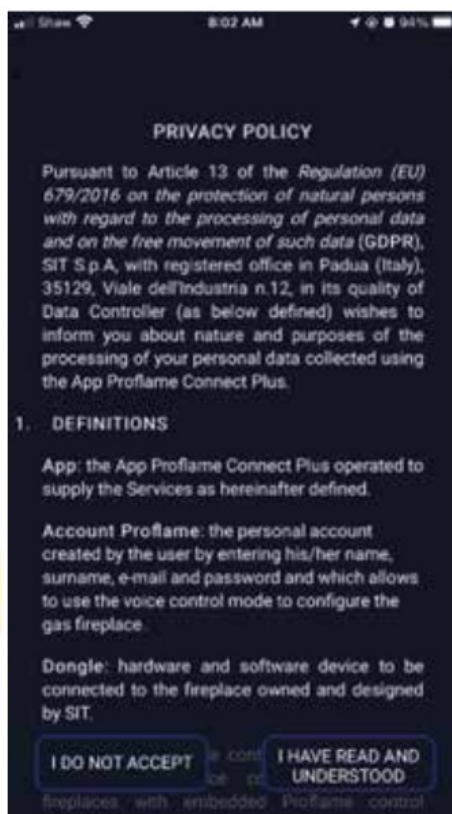 Shaw 8:02 AM 94%
PRIVACY POLICY
Pursuant to Article 13 of the Regulation (EU)
679/2016 on the protection of natural persons
with regard to the processing of personal data
and on the free movement of such data (GDPR),
SIT S.p.A, with registered office in Padua (Italy),
35129, Viale dell'Industria n.12, in its quality of
Data Controller (as below defined) wishes to
inform you about nature and purposes of the
processing of your personal data collected using
the App Proflame Connect Plus.
1. DEFINITIONS
App: the App Proflame Connect Plus operated to
supply the Services as hereinafter defined.
Account Proflame: the personal account
created by the user by entering his/her name,
surname, e-mail and password and which allows
to use the voice control mode to configure the
gas fireplace.
Dongle: hardware and software device to be
connected to the fireplace owned and designed
by SIT.
I DO NOT ACCEPT
I HAVE READ AND
UNDERSTOOD
fireplaces with embedded Proflame control